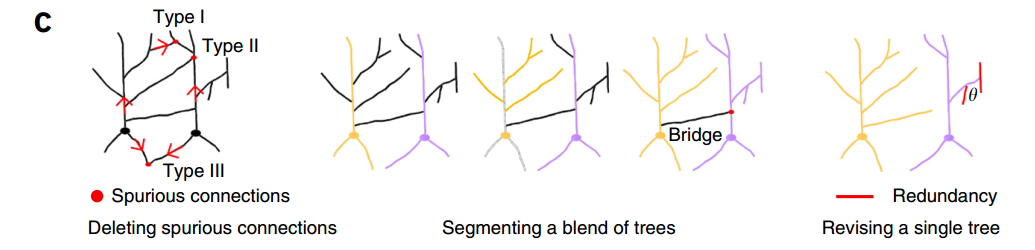 C
Type I
Type II
Type III
Bridge
θ
Spurious connections
Redundancy
Deleting spurious connections
Segmenting a blend of trees
Revising a single tree